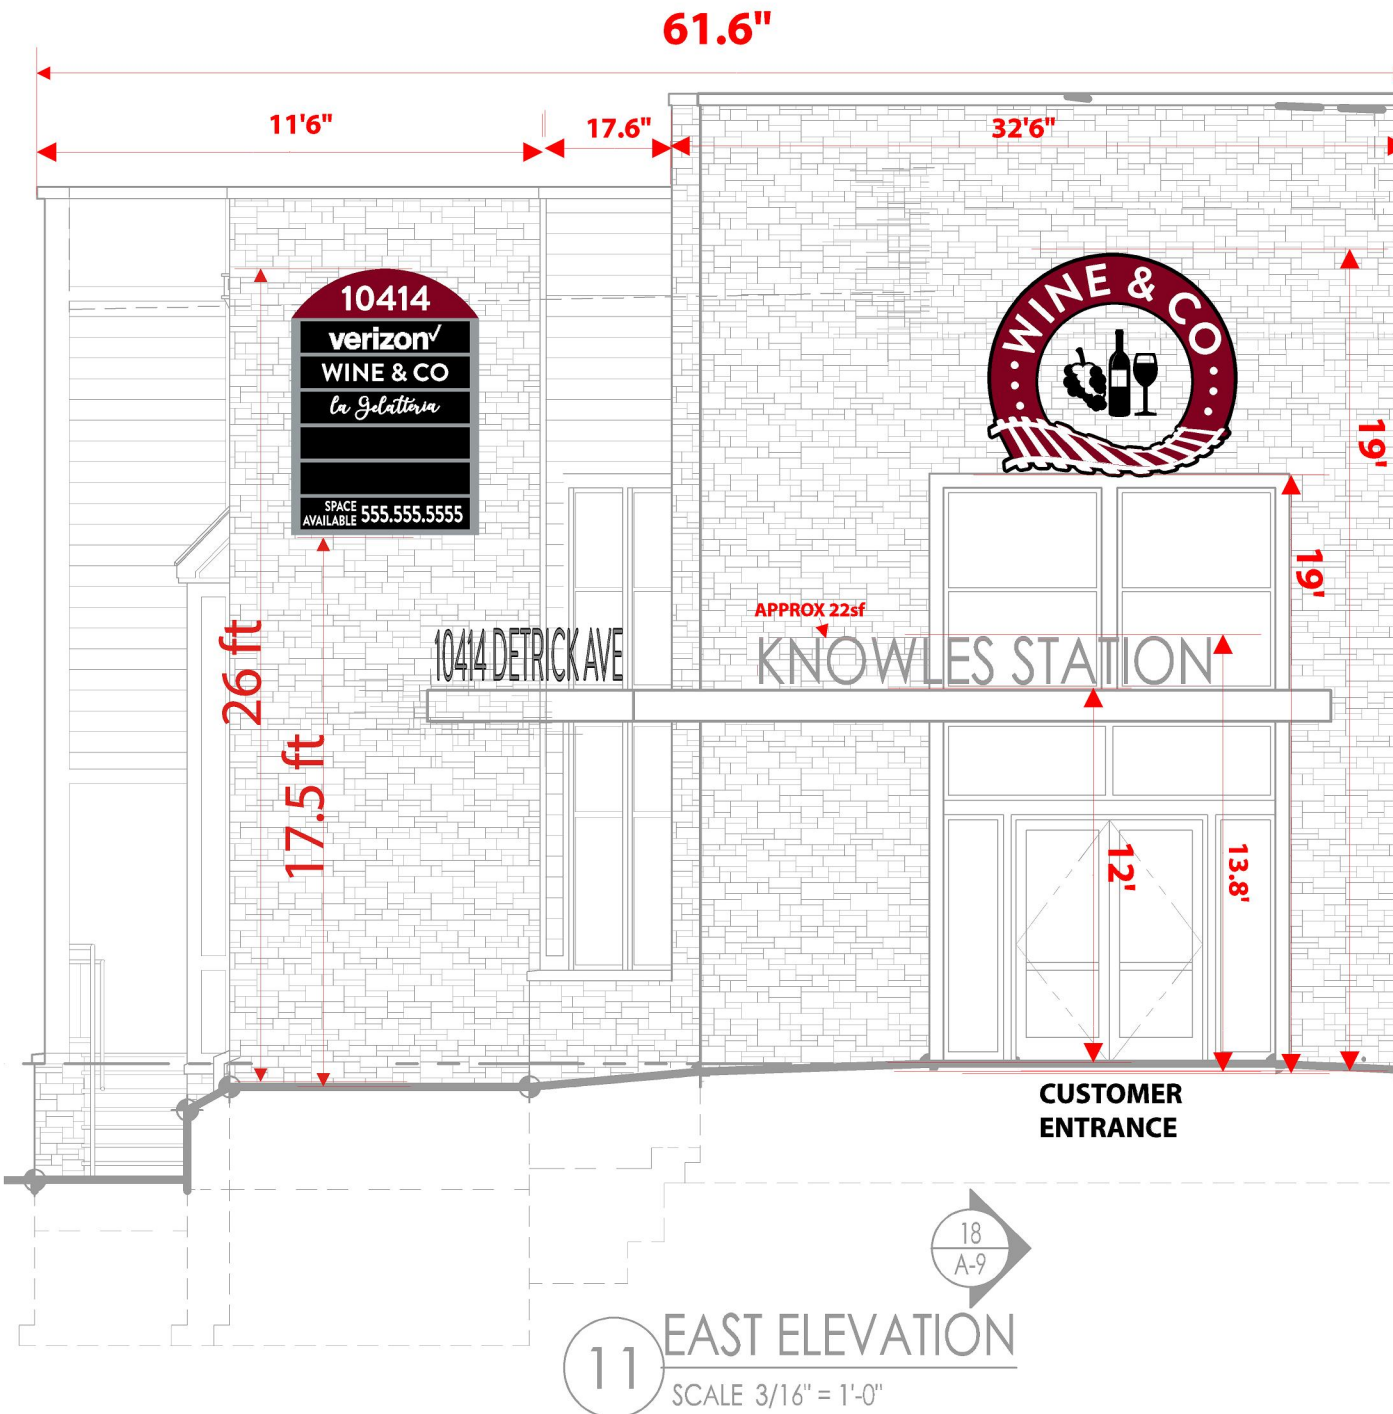 61.6"
11'6"
17.6"
32'6"
10414
verizon
WINE & CO
la Gelatteria
SPACE
AVAILABLE 555.555.5555
WINE & CO
19'
19'
APPROX 22sf
10414 DETRICK AVE
KNOWLES STATION
26 ft
17.5 ft
12'
13.8'
CUSTOMER
ENTRANCE
18
A-9
11
EAST ELEVATION
SCALE 3/16" = 1'-0"